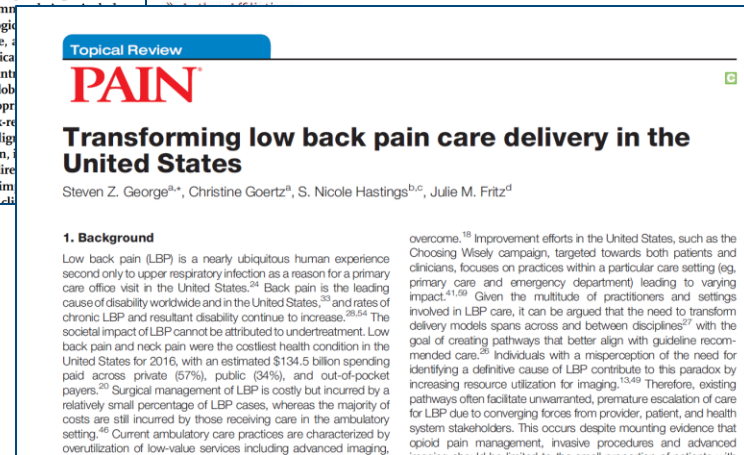 Topical Review
PAIN
Transforming low back pain care delivery in the
United States
Steven Z. Georgeᵃ,*, Christine Goertzᵃ, S. Nicole Hastingsᵇ,ᶜ, Julie M. Fritzᵈ
1. Background
Low back pain (LBP) is a nearly ubiquitous human experience
second only to upper respiratory infection as a reason for a primary
care office visit in the United States.²⁴ Back pain is the leading
cause of disability worldwide and in the United States,³³ and rates of
chronic LBP and resultant disability continue to increase.²⁸,⁵⁴ The
societal impact of LBP cannot be attributed to undertreatment. Low
back pain and neck pain were the costliest health condition in the
United States for 2016, with an estimated $134.5 billion spending
paid across private (57%), public (34%), and out-of-pocket
payers.²⁰ Surgical management of LBP is costly but incurred by a
relatively small percentage of LBP cases, whereas the majority of
costs are still incurred by those receiving care in the ambulatory
setting.⁴⁶ Current ambulatory care practices are characterized by
overutilization of low-value services including advanced imaging,
overcome.¹⁸ Improvement efforts in the United States, such as the
Choosing Wisely campaign, targeted towards both patients and
clinicians, focuses on practices within a particular care setting (eg,
primary care and emergency department) leading to varying
impact.⁴¹,⁵⁹ Given the multitude of practitioners and settings
involved in LBP care, it can be argued that the need to transform
delivery models spans across and between disciplines²⁷ with the
goal of creating pathways that better align with guideline recom-
mended care.²⁶ Individuals with a misperception of the need for
identifying a definitive cause of LBP contribute to this paradox by
increasing resource utilization for imaging.¹³,⁴⁹ Therefore, existing
pathways often facilitate unwarranted, premature escalation of care
for LBP due to converging forces from provider, patient, and health
system stakeholders. This occurs despite mounting evidence that
opioid pain management, invasive procedures and advanced